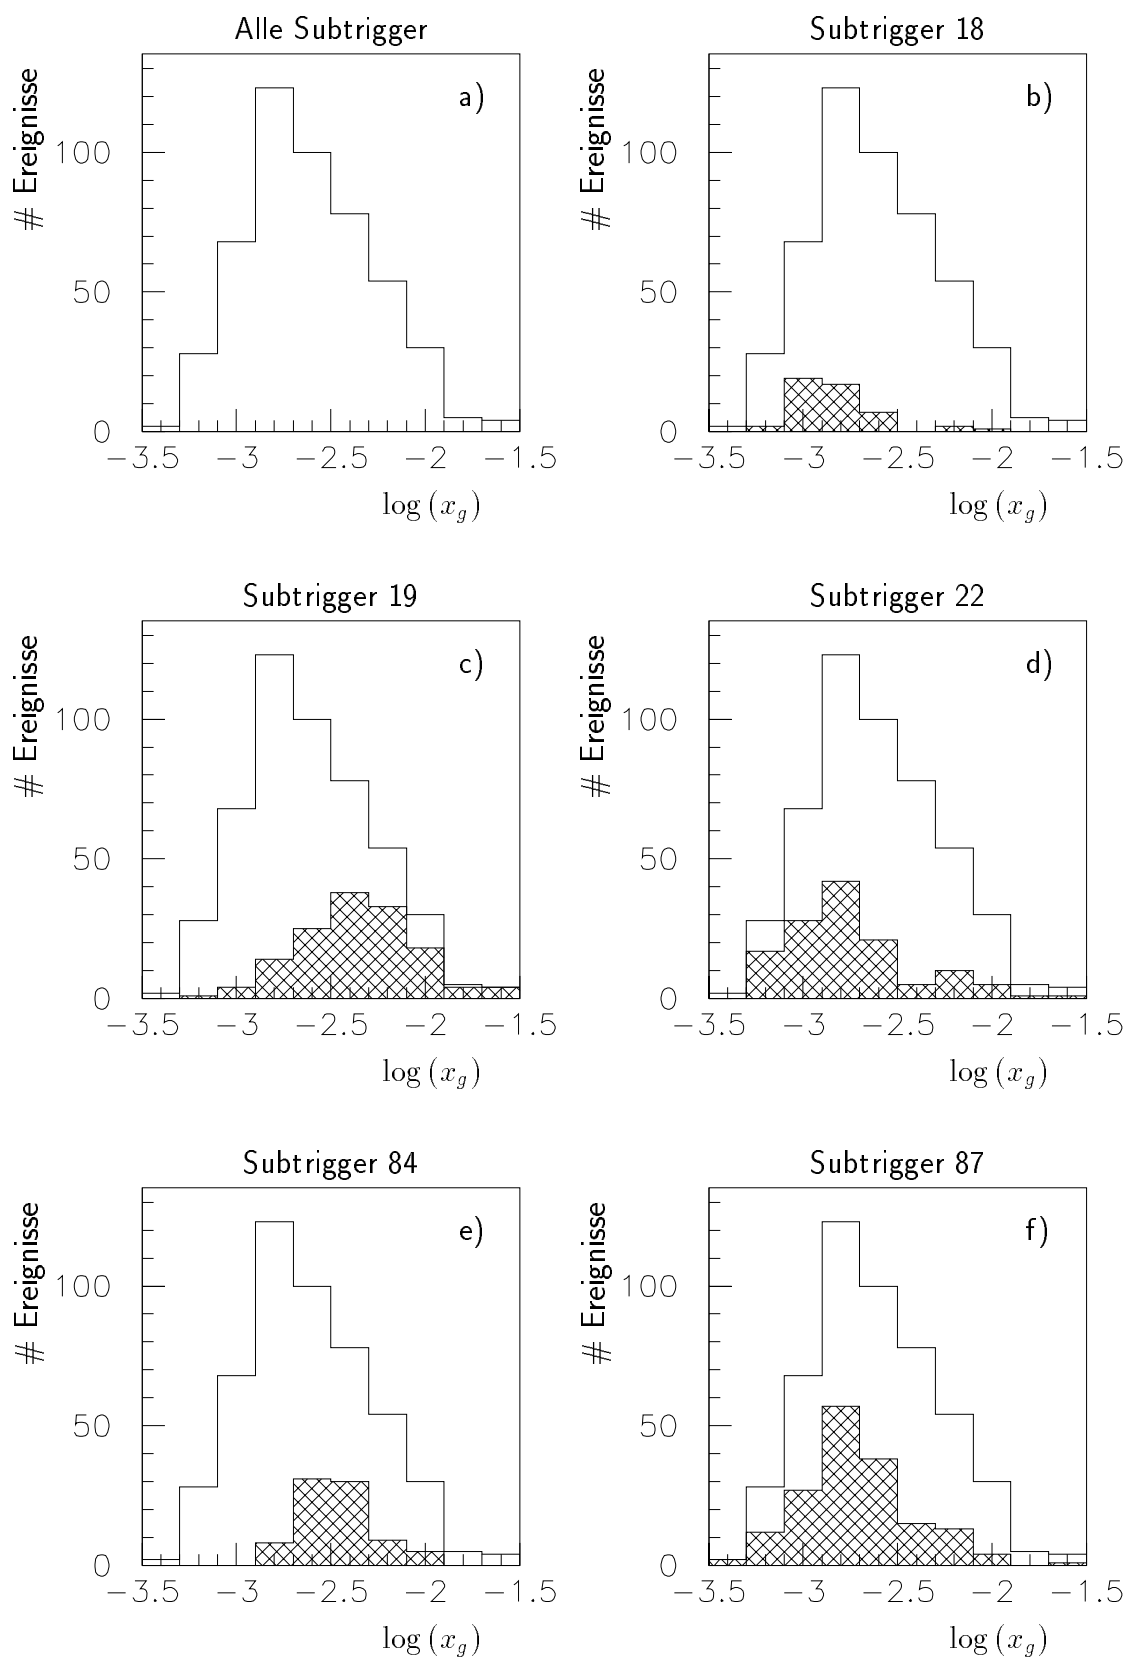 Alle Subtrigger
Subtrigger 18
# Ereignisse
100
50
0
a)
−3.5 −3 −2.5 −2 −1.5
log (x_g)
# Ereignisse
100
50
0
b)
−3.5 −3 −2.5 −2 −1.5
log (x_g)
Subtrigger 19
Subtrigger 22
# Ereignisse
100
50
0
c)
−3.5 −3 −2.5 −2 −1.5
log (x_g)
# Ereignisse
100
50
0
d)
−3.5 −3 −2.5 −2 −1.5
log (x_g)
Subtrigger 84
Subtrigger 87
# Ereignisse
100
50
0
e)
−3.5 −3 −2.5 −2 −1.5
log (x_g)
# Ereignisse
100
50
0
f)
−3.5 −3 −2.5 −2 −1.5
log (x_g)